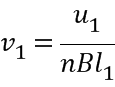 v₁ = u₁ / nBl₁